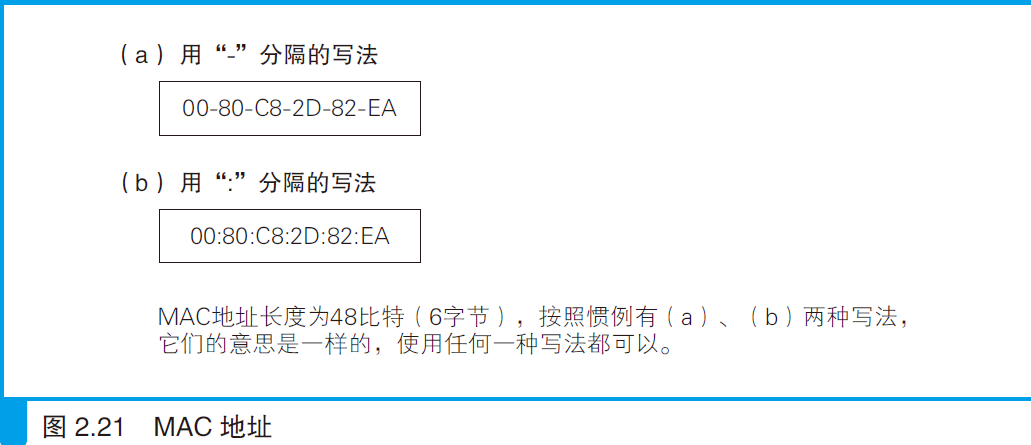 （a）用“-”分隔的写法
00-80-C8-2D-82-EA
（b）用“:”分隔的写法
00:80:C8:2D:82:EA
MAC地址长度为48比特（6字节），按照惯例有（a）、（b）两种写法，
它们的意思是一样的，使用任何一种写法都可以。
图 2.21 MAC 地址